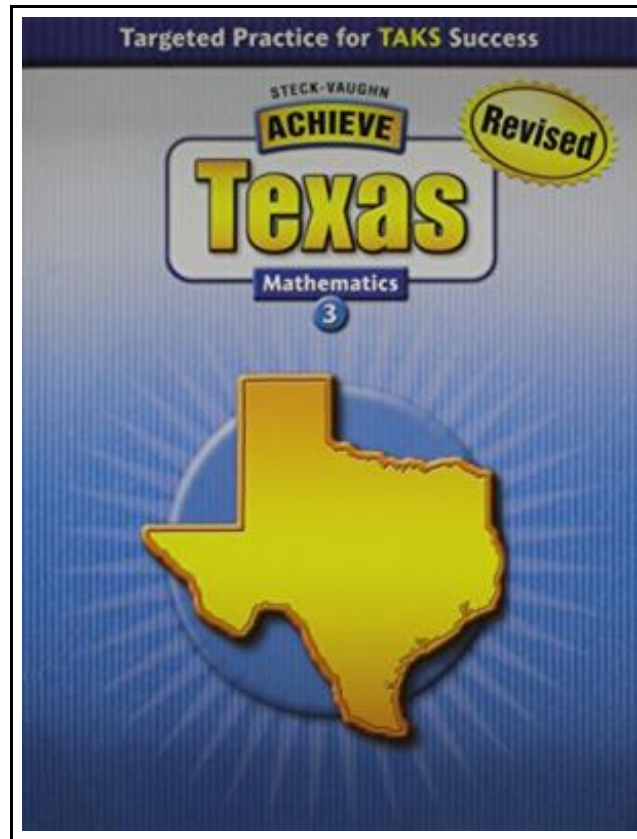 Targeted Practice for TAKS Success
STECK-VAUGHN
ACHIEVE
Revised
Texas
Mathematics
3